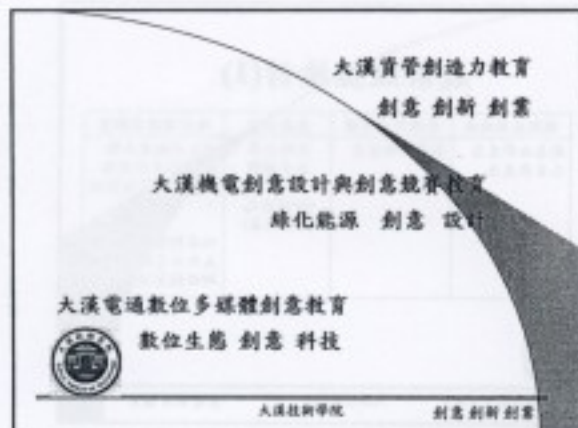 大漢資管創造力教育
創意 創新 創業
大漢機電創意設計與創意競賽教育
綠化能源 創意 設計
大漢電通數位多媒體創意教育
數位生態 創意 科技
大漢技術學院
創意 創新 創業